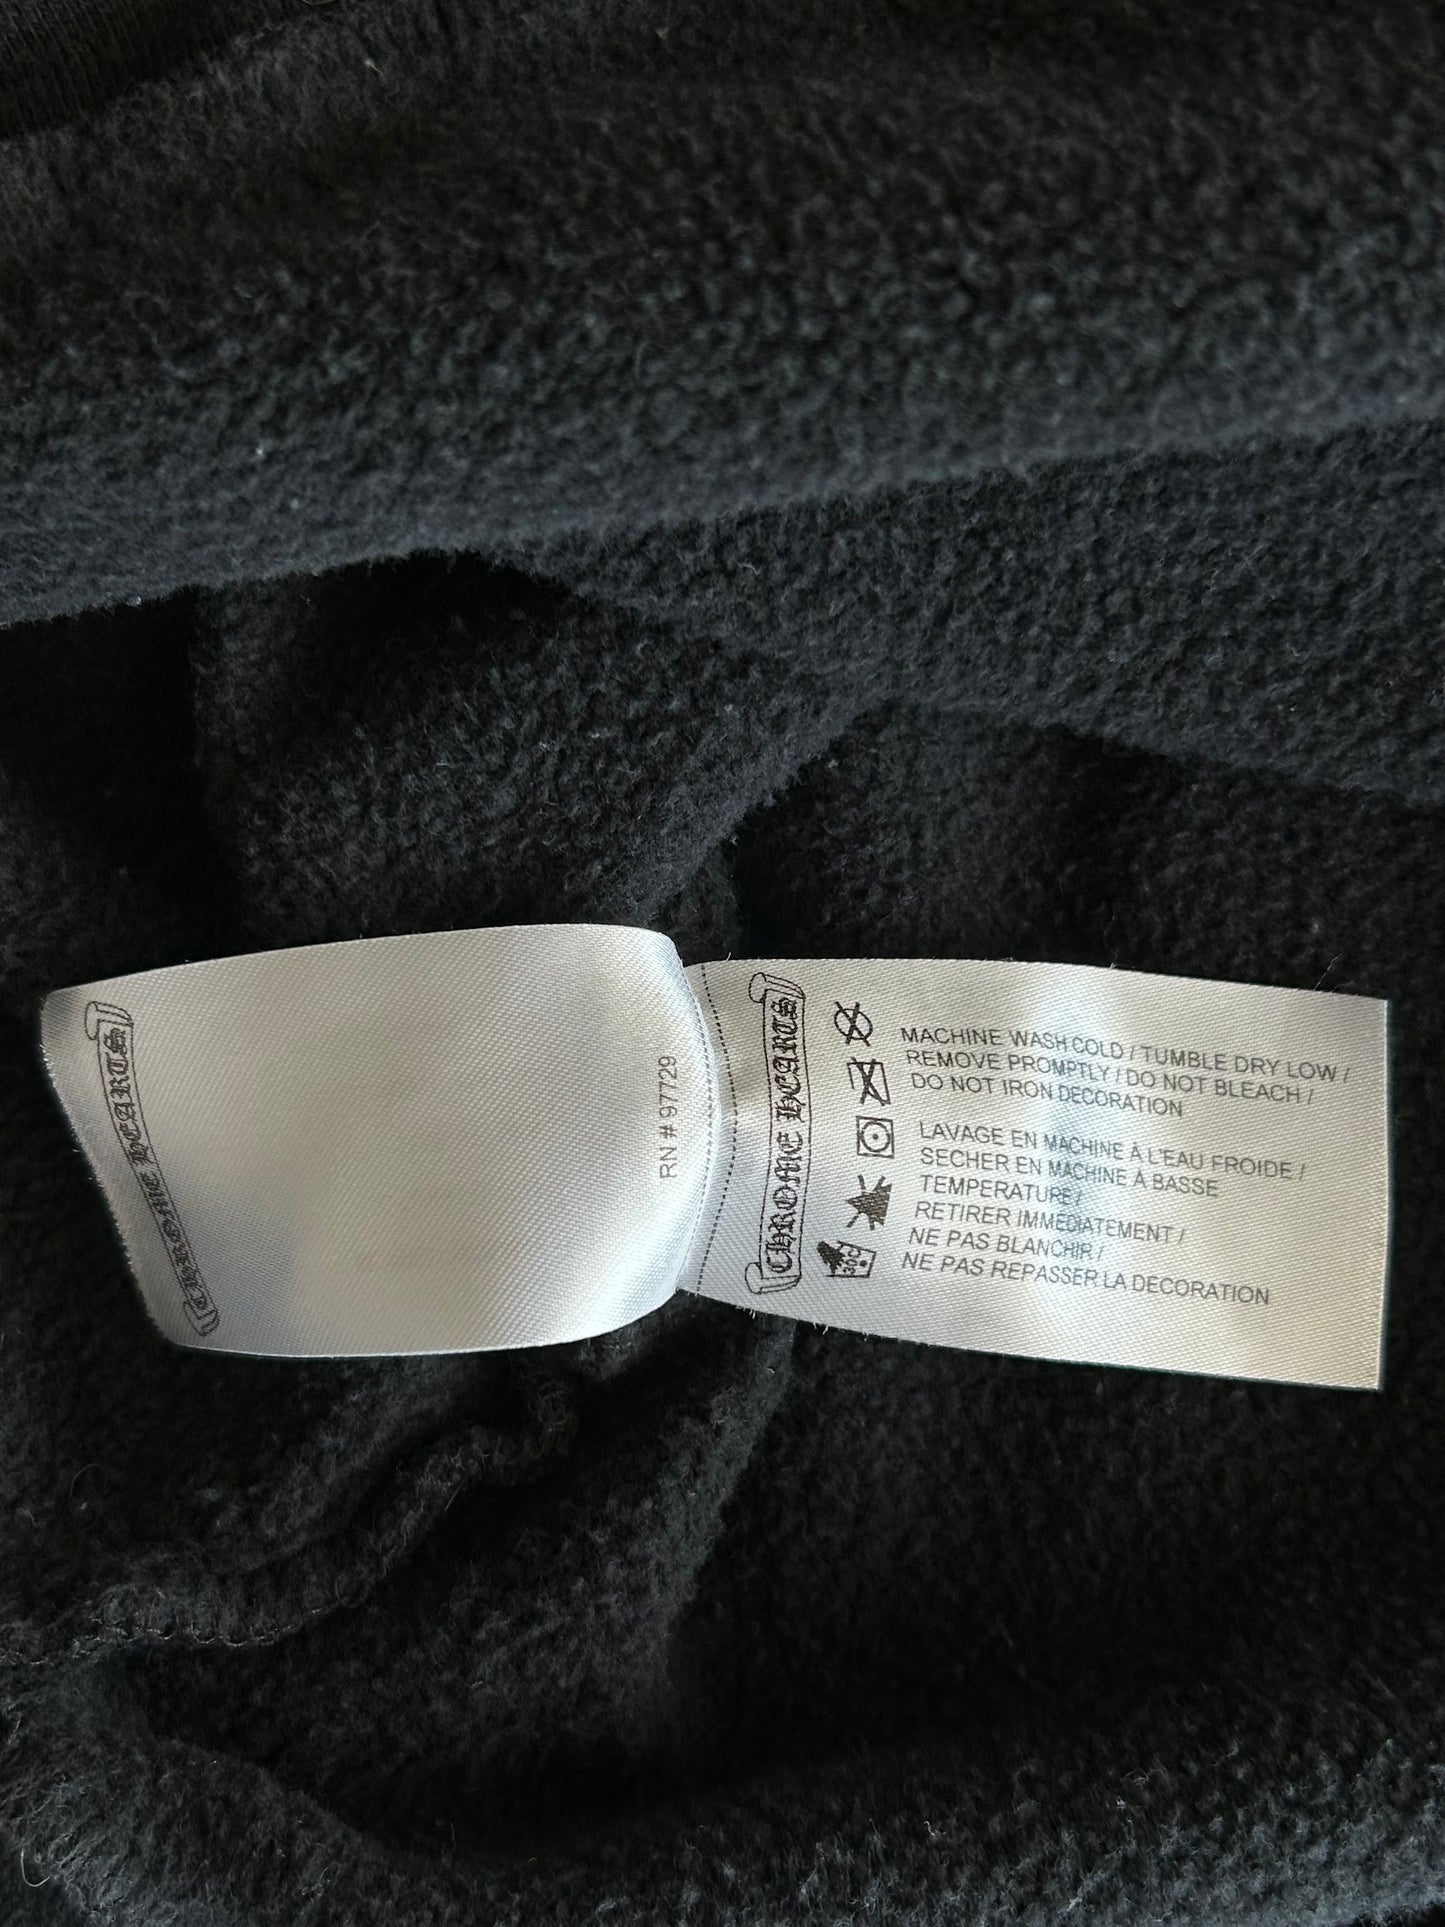 CHROME HEARTS
RN # 97729
CHROME HEARTS
MACHINE WASH COLD / TUMBLE DRY LOW /
REMOVE PROMPTLY / DO NOT BLEACH /
DO NOT IRON DECORATION
LAVAGE EN MACHINE À L'EAU FROIDE /
SECHER EN MACHINE À BASSE
TEMPERATURE /
RETIRER IMMEDIATEMENT /
NE PAS BLANCHIR /
NE PAS REPASSER LA DECORATION
30C